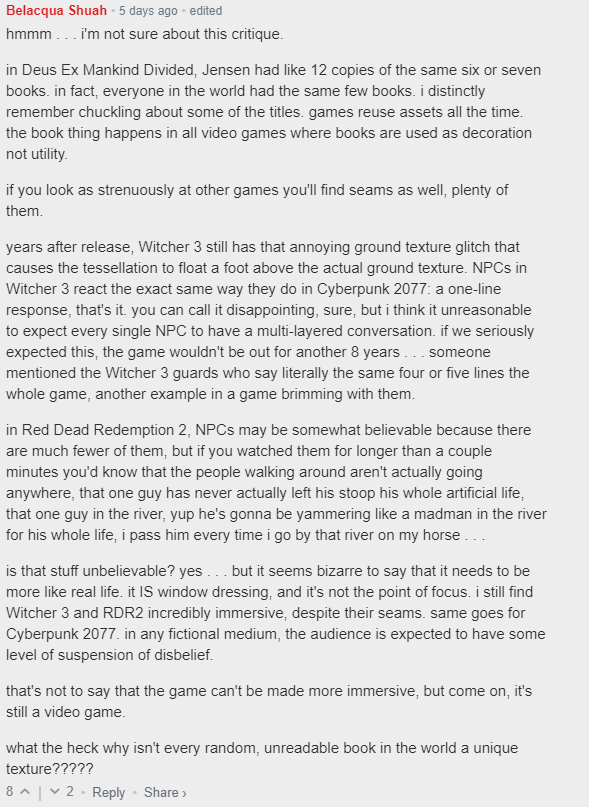 Belacqua Shuah • 5 days ago • edited
hmmm . . . i'm not sure about this critique.
in Deus Ex Mankind Divided, Jensen had like 12 copies of the same six or seven
books. in fact, everyone in the world had the same few books. i distinctly
remember chuckling about some of the titles. games reuse assets all the time.
the book thing happens in all video games where books are used as decoration
not utility.
if you look as strenuously at other games you'll find seams as well, plenty of
them.
years after release, Witcher 3 still has that annoying ground texture glitch that
causes the tessellation to float a foot above the actual ground texture. NPCs in
Witcher 3 react the exact same way they do in Cyberpunk 2077: a one-line
response, that's it. you can call it disappointing, sure, but i think it unreasonable
to expect every single NPC to have a multi-layered conversation. if we seriously
expected this, the game wouldn't be out for another 8 years . . . someone
mentioned the Witcher 3 guards who say literally the same four or five lines the
whole game, another example in a game brimming with them.
in Red Dead Redemption 2, NPCs may be somewhat believable because there
are much fewer of them, but if you watched them for longer than a couple
minutes you'd know that the people walking around aren't actually going
anywhere, that one guy has never actually left his stoop his whole artificial life,
that one guy in the river, yup he's gonna be yammering like a madman in the river
for his whole life, i pass him every time i go by that river on my horse . . .
is that stuff unbelievable? yes . . . but it seems bizarre to say that it needs to be
more like real life. it IS window dressing, and it's not the point of focus. i still find
Witcher 3 and RDR2 incredibly immersive, despite their seams. same goes for
Cyberpunk 2077. in any fictional medium, the audience is expected to have some
level of suspension of disbelief.
that's not to say that the game can't be made more immersive, but come on, it's
still a video game.
what the heck why isn't every random, unreadable book in the world a unique
texture?????
8 | 2 • Reply • Share ›